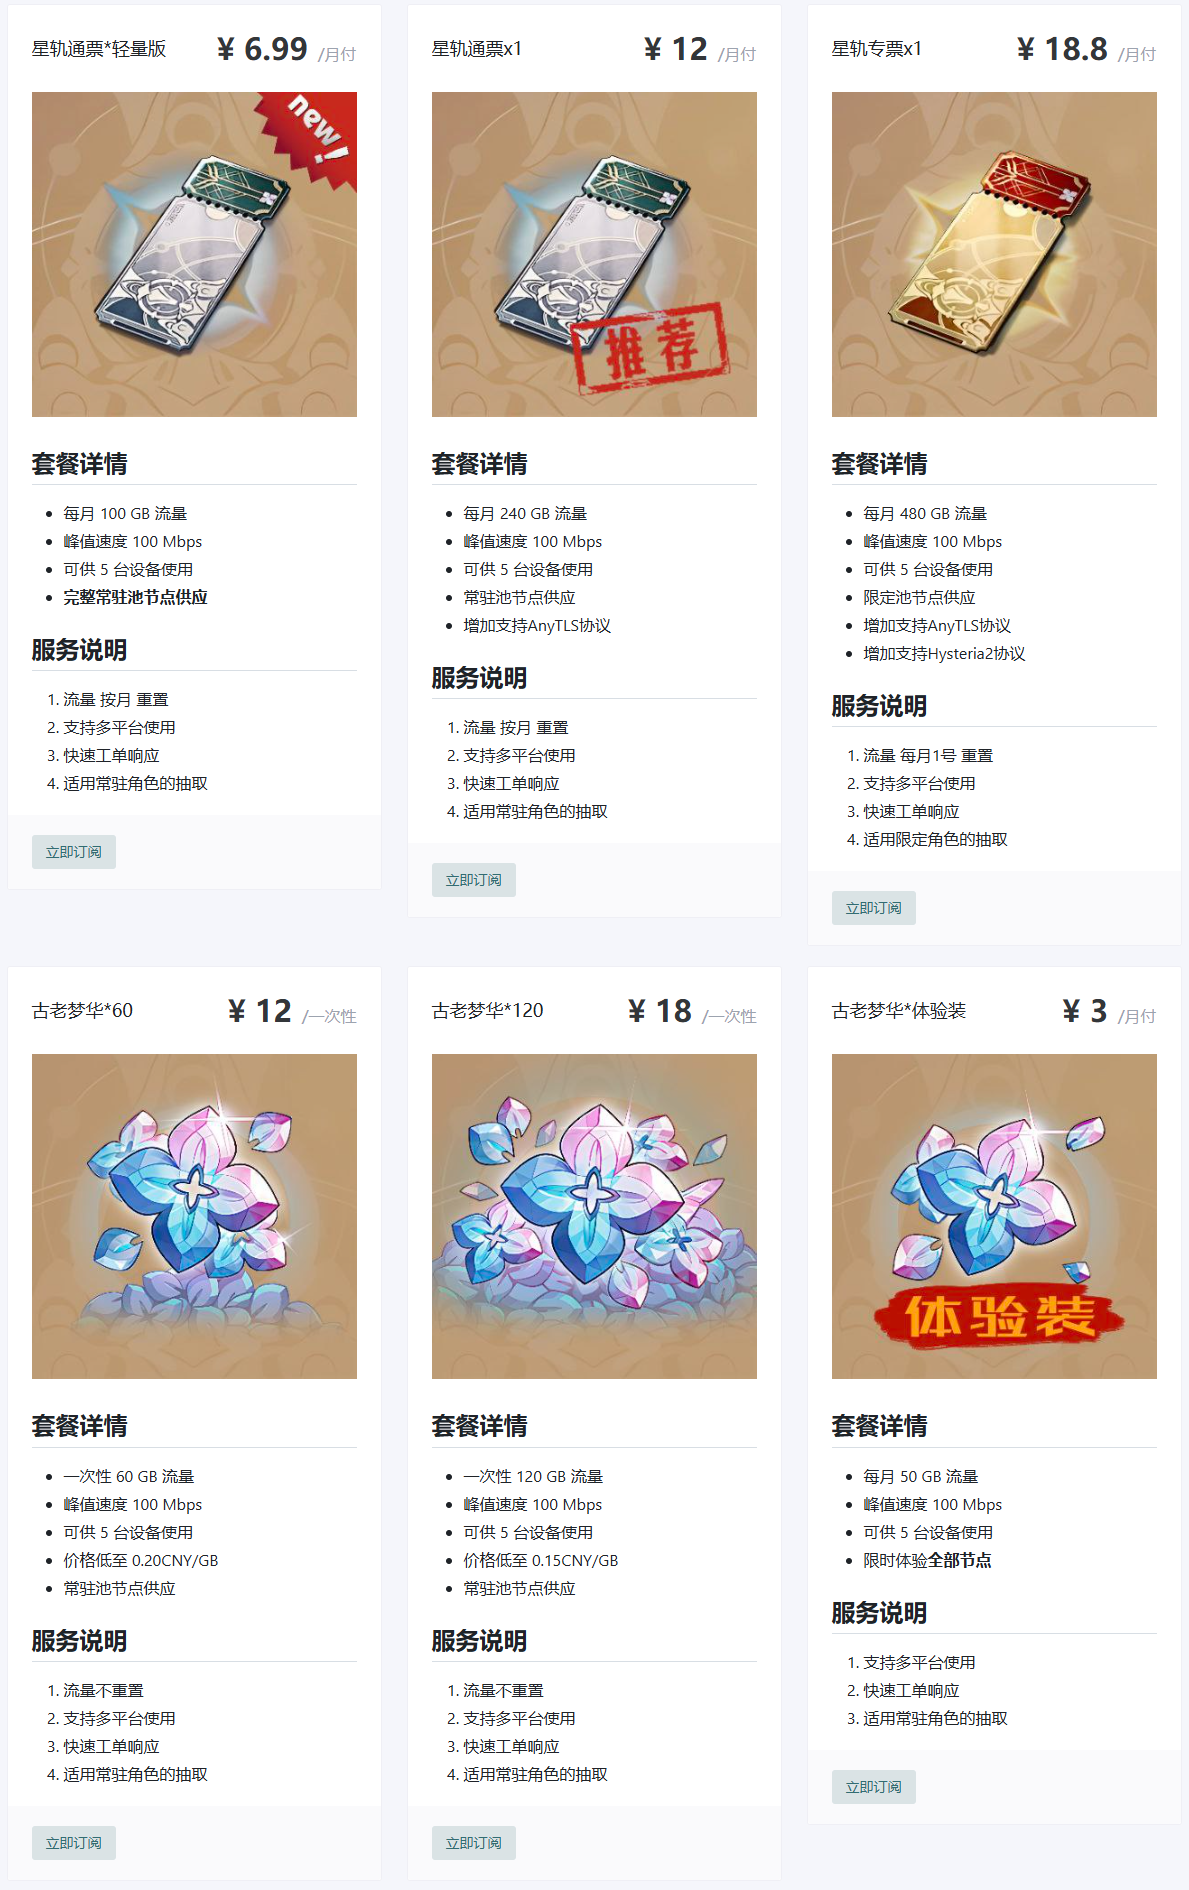 星轨通票*轻量版
¥ 6.99 /月付
new!
套餐详情
每月 100 GB 流量
峰值速度 100 Mbps
可供 5 台设备使用
完整常驻池节点供应
服务说明
1. 流量 按月 重置
2. 支持多平台使用
3. 快速工单响应
4. 适用常驻角色的抽取
立即订阅
星轨通票x1
¥ 12 /月付
推荐
套餐详情
每月 240 GB 流量
峰值速度 100 Mbps
可供 5 台设备使用
常驻池节点供应
增加支持AnyTLS协议
服务说明
1. 流量 按月 重置
2. 支持多平台使用
3. 快速工单响应
4. 适用常驻角色的抽取
立即订阅
星轨专票x1
¥ 18.8 /月付
套餐详情
每月 480 GB 流量
峰值速度 100 Mbps
可供 5 台设备使用
限定池节点供应
增加支持AnyTLS协议
增加支持Hysteria2协议
服务说明
1. 流量 每月1号 重置
2. 支持多平台使用
3. 快速工单响应
4. 适用限定角色的抽取
立即订阅
古老梦华*60
¥ 12 /一次性
套餐详情
一次性 60 GB 流量
峰值速度 100 Mbps
可供 5 台设备使用
价格低至 0.20CNY/GB
常驻池节点供应
服务说明
1. 流量不重置
2. 支持多平台使用
3. 快速工单响应
4. 适用常驻角色的抽取
立即订阅
古老梦华*120
¥ 18 /一次性
套餐详情
一次性 120 GB 流量
峰值速度 100 Mbps
可供 5 台设备使用
价格低至 0.15CNY/GB
常驻池节点供应
服务说明
1. 流量不重置
2. 支持多平台使用
3. 快速工单响应
4. 适用常驻角色的抽取
立即订阅
古老梦华*体验装
¥ 3 /月付
体验装
套餐详情
每月 50 GB 流量
峰值速度 100 Mbps
可供 5 台设备使用
限时体验全部节点
服务说明
1. 支持多平台使用
2. 快速工单响应
3. 适用常驻角色的抽取
立即订阅